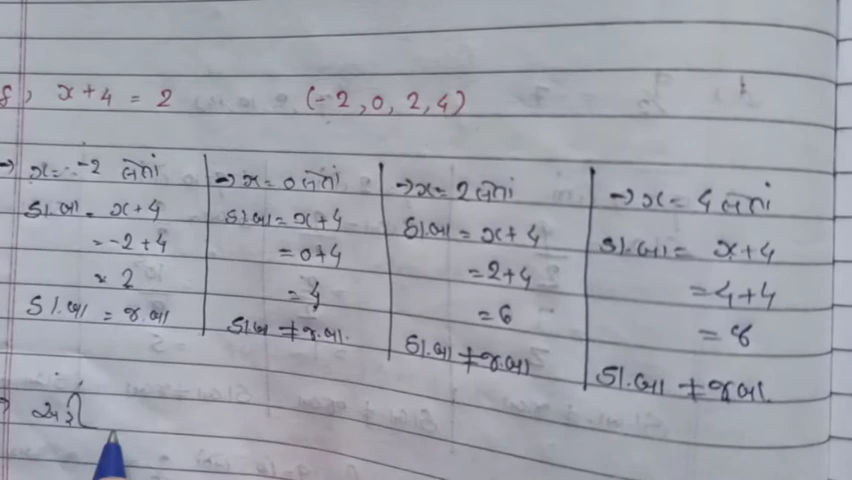 x + 4 = 2 (-2, 0, 2, 4)
→ x = -2 લેતાં
ડા.બા = x + 4
= -2 + 4
= 2
ડા.બા = જ.બા
→ x = 0 લેતાં
ડા.બા = x + 4
= 0 + 4
= 4
ડા.બા ≠ જ.બા.
→ x = 2 લેતાં
ડા.બા = x + 4
= 2 + 4
= 6
ડા.બા ≠ જ.બા
→ x = 4 લેતાં
ડા.બા = x + 4
= 4 + 4
= 8
ડા.બા ≠ જ.બા.